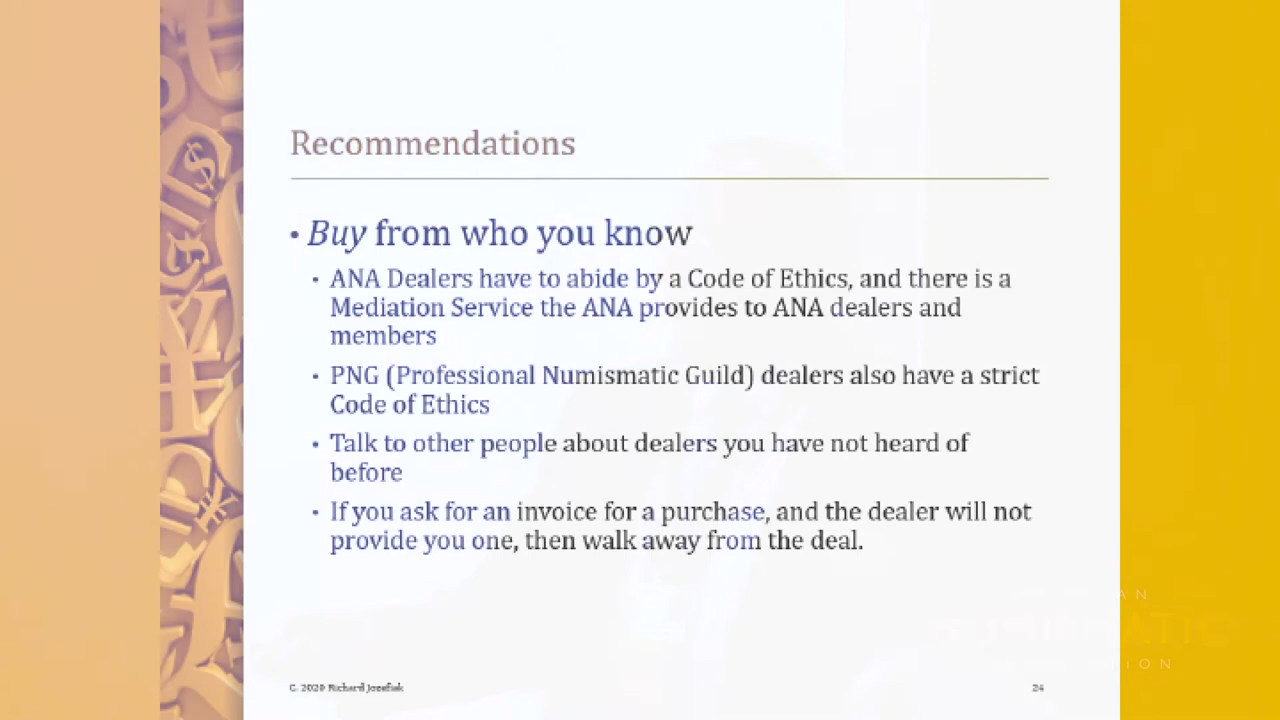 Recommendations
• Buy from who you know
• ANA Dealers have to abide by a Code of Ethics, and there is a
Mediation Service the ANA provides to ANA dealers and
members
• PNG (Professional Numismatic Guild) dealers also have a strict
Code of Ethics
• Talk to other people about dealers you have not heard of
before
• If you ask for an invoice for a purchase, and the dealer will not
provide you one, then walk away from the deal.
C. 2020 Richard Jozefiak
24